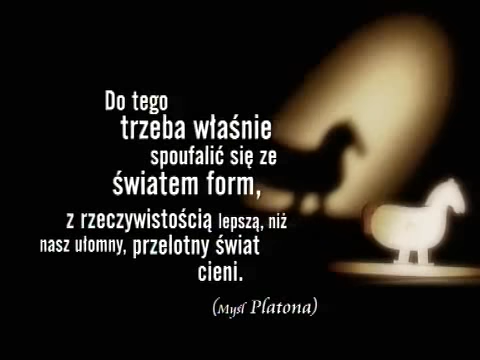 Do tego
trzeba właśnie
spoufalić się ze
światem form,
z rzeczywistością lepszą, niż
nasz ułomny, przelotny świat
cieni.
(Myśl Platona)